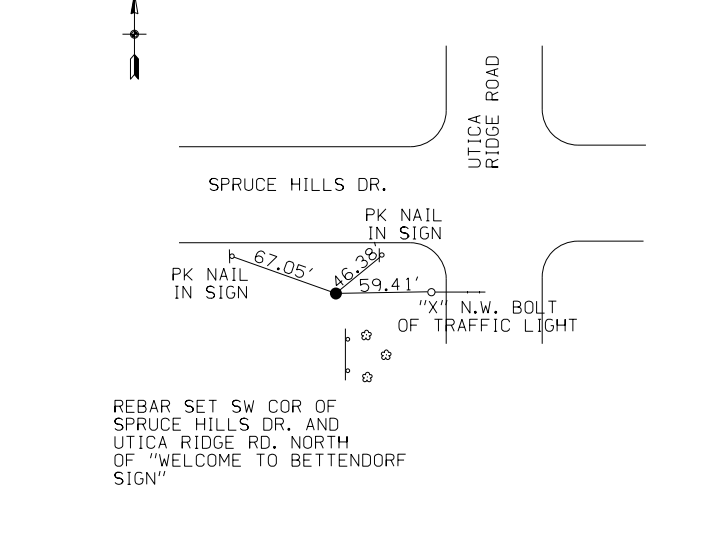 UTICA
RIDGE ROAD
SPRUCE HILLS DR.
PK NAIL
IN SIGN
67.05'
46.38'
59.41'
PK NAIL
IN SIGN
"X" N.W. BOLT
OF TRAFFIC LIGHT
REBAR SET SW COR OF
SPRUCE HILLS DR. AND
UTICA RIDGE RD. NORTH
OF "WELCOME TO BETTENDORF
SIGN"